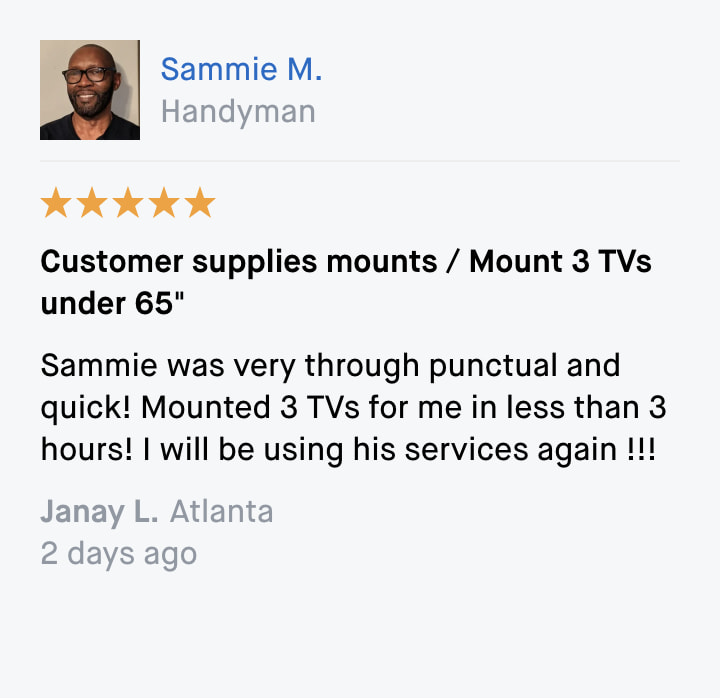 Sammie M.
Handyman
Customer supplies mounts / Mount 3 TVs
under 65"
Sammie was very through punctual and
quick! Mounted 3 TVs for me in less than 3
hours! I will be using his services again !!!
Janay L. Atlanta
2 days ago